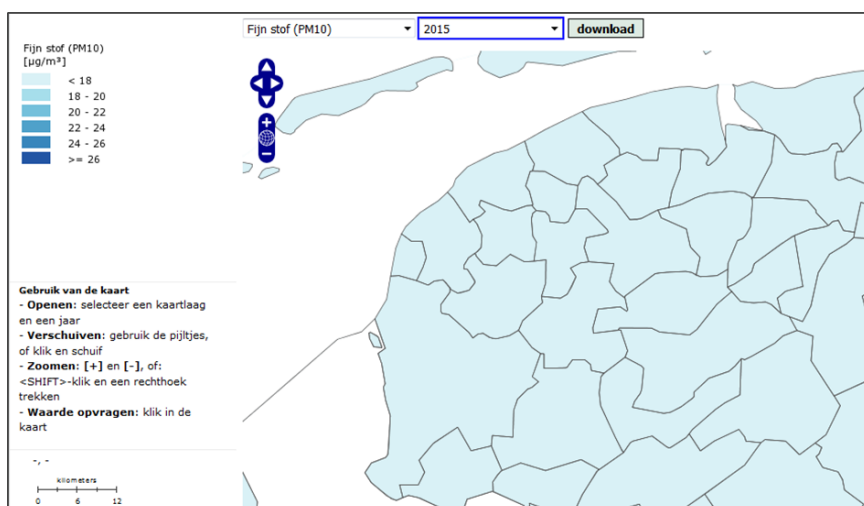 Fijn stof (PM10)
2015
download
Fijn stof (PM10)
[µg/m³]
< 18
18 - 20
20 - 22
22 - 24
24 - 26
>= 26
Gebruik van de kaart
- Openen: selecteer een kaartlaag
en een jaar
- Verschuiven: gebruik de pijltjes,
of klik en schuif
- Zoomen: [+] en [-], of:
<SHIFT>-klik en een rechthoek
trekken
- Waarde opvragen: klik in de
kaart
-, -
kilometers
0 6 12